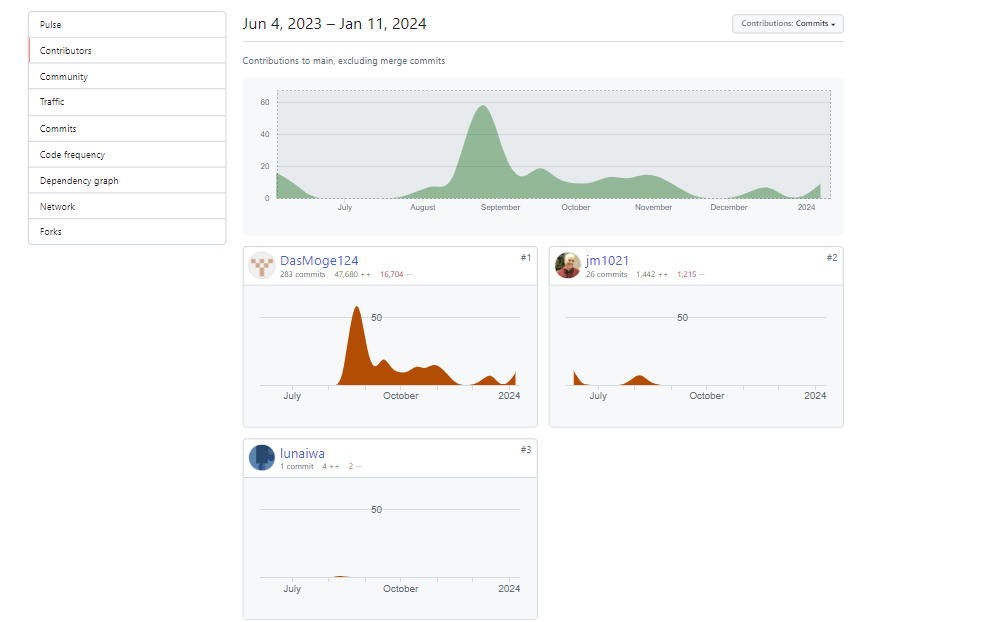 Pulse
Contributors
Community
Traffic
Commits
Code frequency
Dependency graph
Network
Forks
Jun 4, 2023 – Jan 11, 2024
Contributions: Commits
Contributions to main, excluding merge commits
60
40
20
0
July August September October November December 2024
DasMoge124 #1
283 commits 47,680 ++ 16,704 --
50
July October 2024
jm1021 #2
26 commits 1,442 ++ 1,215 --
50
July October 2024
lunaiwa #3
1 commit 4 ++ 2 --
50
July October 2024